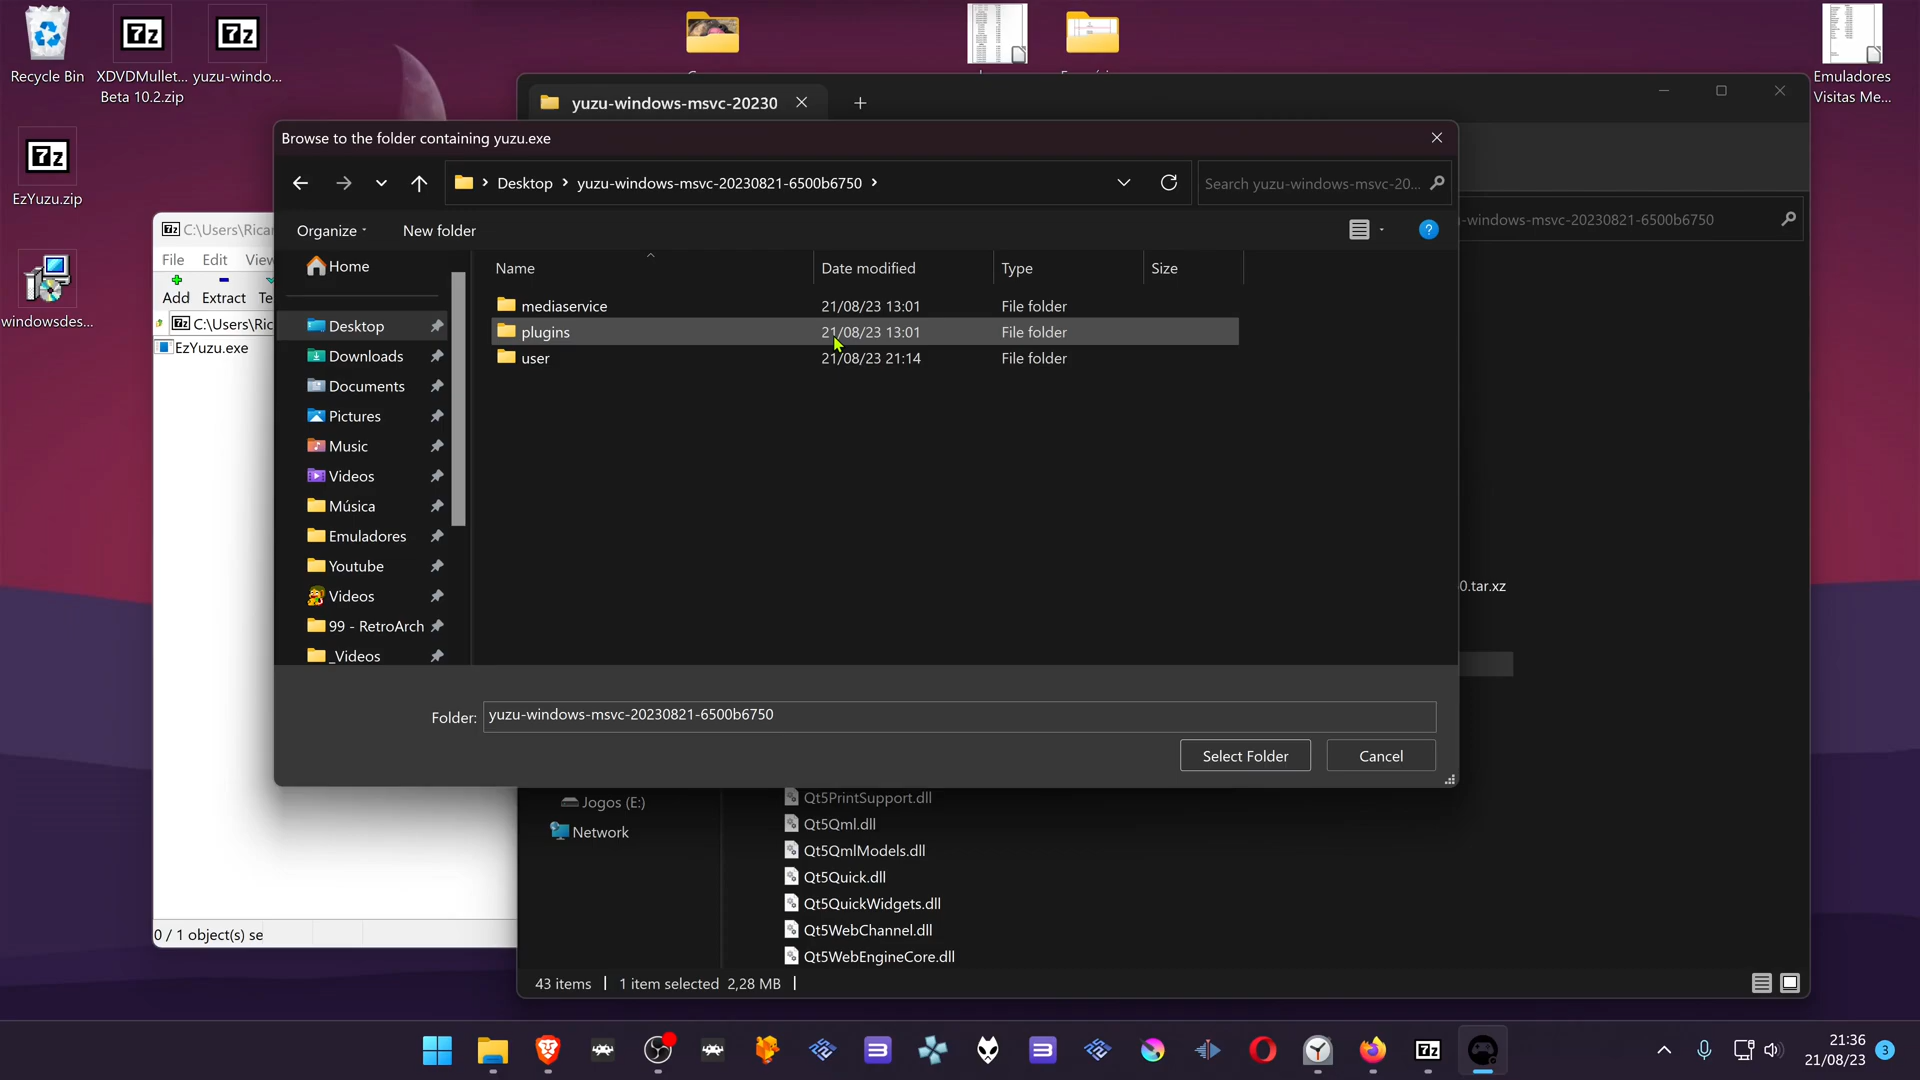 Recycle Bin
XDVDMullet...
Beta 10.2.zip
yuzu-windo...
Emuladores
Visitas Me...
EzYuzu.zip
windowsdes...
yuzu-windows-msvc-20230
Browse to the folder containing yuzu.exe
Desktop
yuzu-windows-msvc-20230821-6500b6750
Search yuzu-windows-msvc-20...
-windows-msvc-20230821-6500b6750
Organize
New folder
?
Name
Date modified
Type
Size
mediaservice
21/08/23 13:01
File folder
plugins
21/08/23 13:01
File folder
user
21/08/23 21:14
File folder
Home
Desktop
Downloads
Documents
Pictures
Music
Videos
Música
Emuladores
Youtube
Videos
99 - RetroArch
_Videos
Folder:
yuzu-windows-msvc-20230821-6500b6750
Select Folder
Cancel
7z C:\Users\Ricar
File Edit View
Add Extract Te
7z C:\Users\Ric
EzYuzu.exe
0 / 1 object(s) se
0.tar.xz
Jogos (E:)
Network
Qt5PrintSupport.dll
Qt5Qml.dll
Qt5QmlModels.dll
Qt5Quick.dll
Qt5QuickWidgets.dll
Qt5WebChannel.dll
Qt5WebEngineCore.dll
43 items
1 item selected 2,28 MB
21:36
21/08/23
3